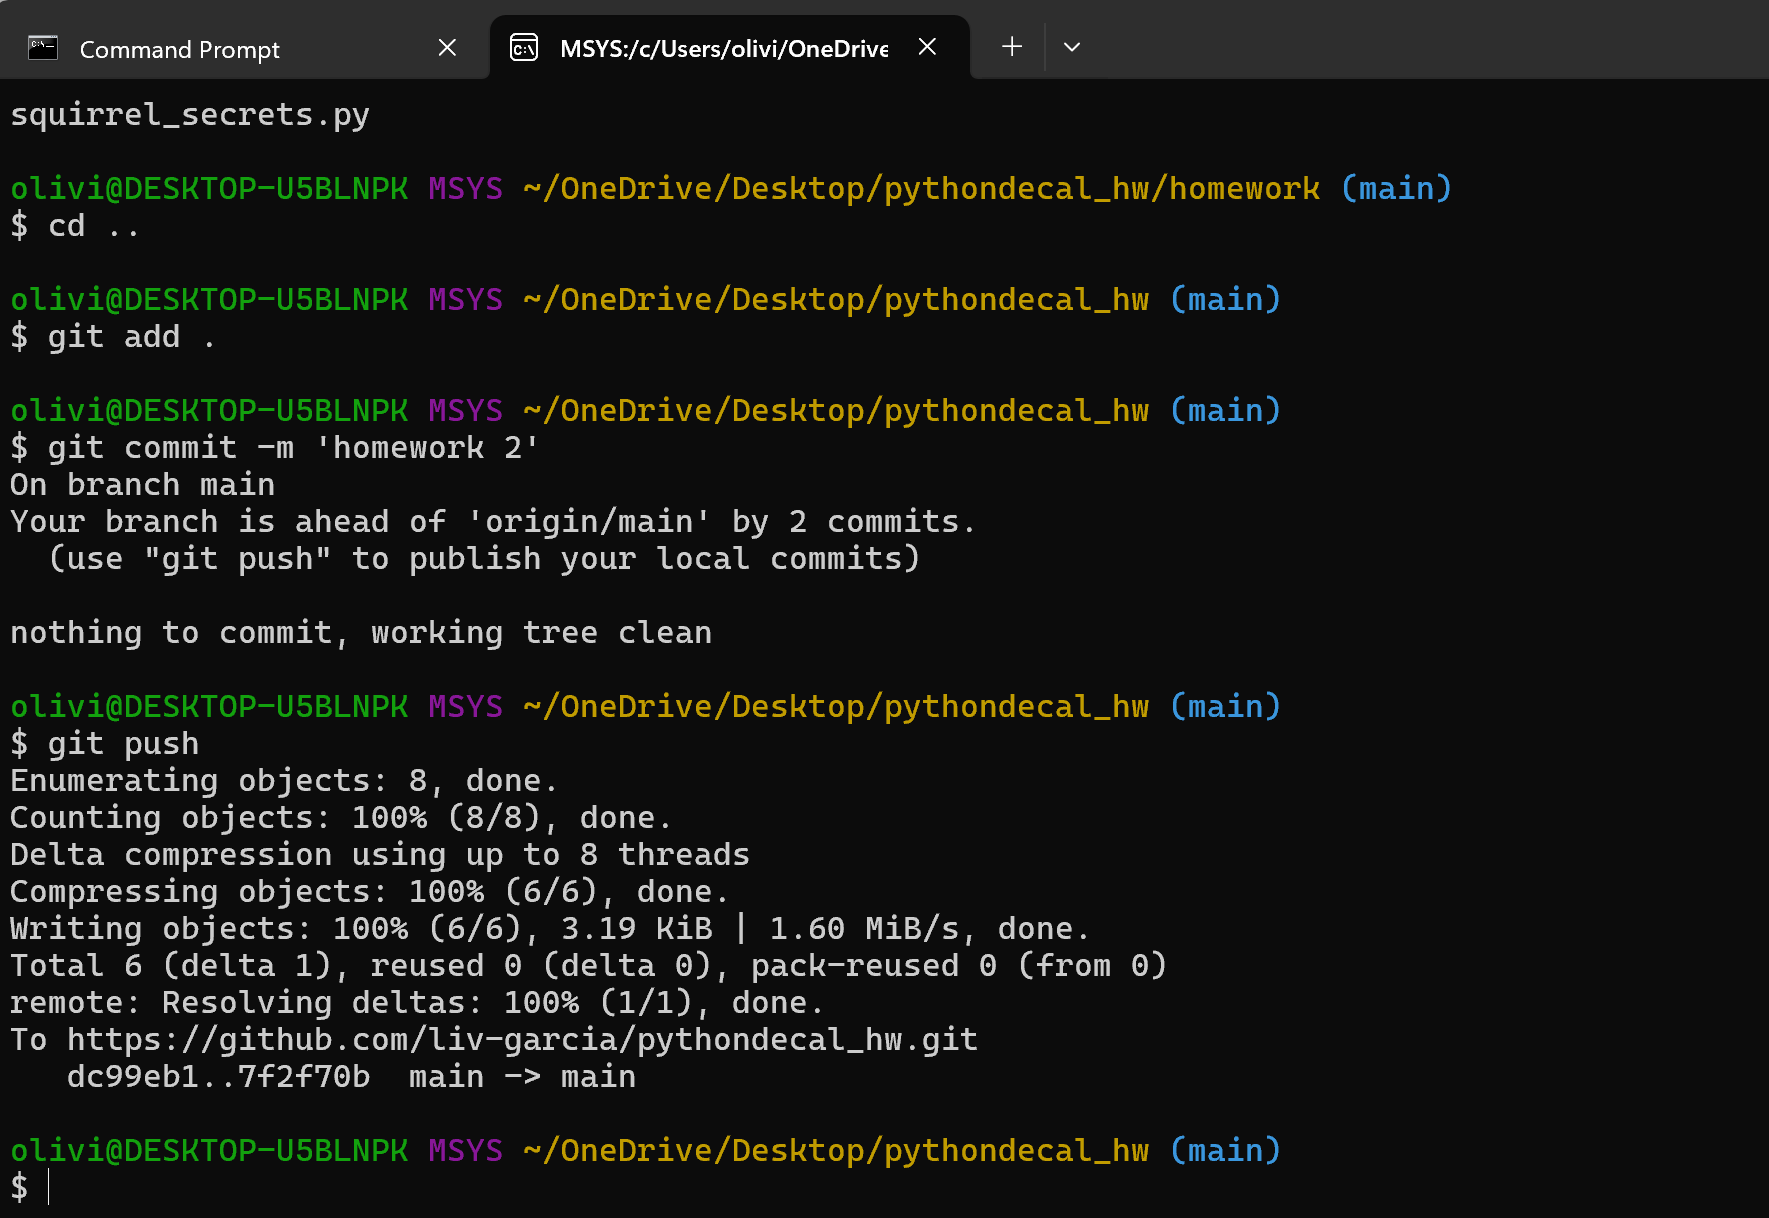 Command Prompt
MSYS:/c/Users/olivi/OneDrive
squirrel_secrets.py
olivi@DESKTOP-U5BLNPK MSYS ~/OneDrive/Desktop/pythondecal_hw/homework (main)
$ cd ..
olivi@DESKTOP-U5BLNPK MSYS ~/OneDrive/Desktop/pythondecal_hw (main)
$ git add .
olivi@DESKTOP-U5BLNPK MSYS ~/OneDrive/Desktop/pythondecal_hw (main)
$ git commit -m 'homework 2'
On branch main
Your branch is ahead of 'origin/main' by 2 commits.
  (use "git push" to publish your local commits)
nothing to commit, working tree clean
olivi@DESKTOP-U5BLNPK MSYS ~/OneDrive/Desktop/pythondecal_hw (main)
$ git push
Enumerating objects: 8, done.
Counting objects: 100% (8/8), done.
Delta compression using up to 8 threads
Compressing objects: 100% (6/6), done.
Writing objects: 100% (6/6), 3.19 KiB | 1.60 MiB/s, done.
Total 6 (delta 1), reused 0 (delta 0), pack-reused 0 (from 0)
remote: Resolving deltas: 100% (1/1), done.
To https://github.com/liv-garcia/pythondecal_hw.git
   dc99eb1..7f2f70b  main -> main
olivi@DESKTOP-U5BLNPK MSYS ~/OneDrive/Desktop/pythondecal_hw (main)
$